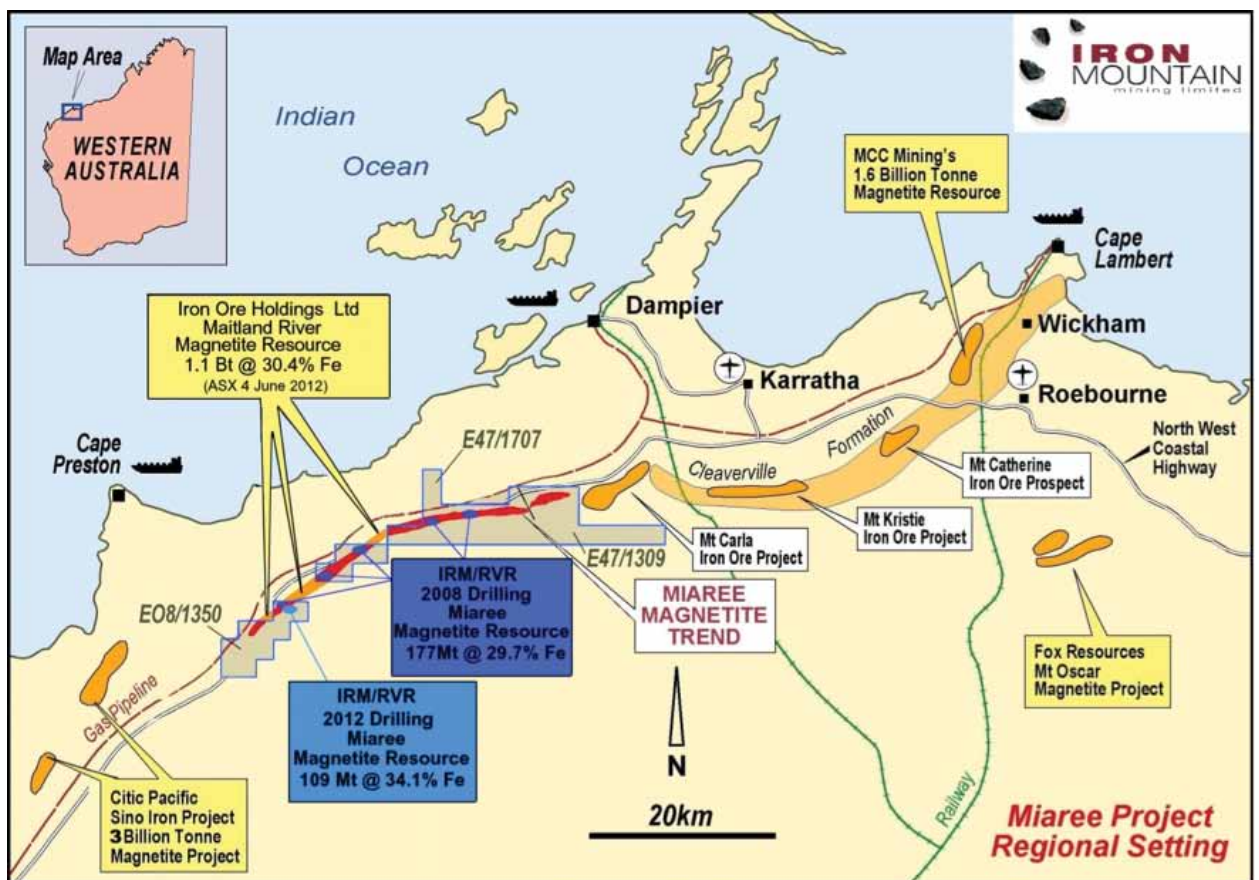 Map Area
WESTERN
AUSTRALIA
Indian
Ocean
IRON
MOUNTAIN
mining limited
MCC Mining's
1.6 Billion Tonne
Magnetite Resource
Cape
Lambert
Iron Ore Holdings Ltd
Maitland River
Magnetite Resource
1.1 Bt @ 30.4% Fe
(ASX 4 June 2012)
Dampier
Wickham
Karratha
Roebourne
Cape
Preston
E47/1707
Cleaverville
Formation
North West
Coastal
Highway
Mt Catherine
Iron Ore Prospect
Mt Kristie
Iron Ore Project
Mt Carla
Iron Ore Project
E47/1309
EO8/1350
IRM/RVR
2008 Drilling
Miaree
Magnetite Resource
177Mt @ 29.7% Fe
MIAREE
MAGNETITE
TREND
Fox Resources
Mt Oscar
Magnetite Project
Gas Pipeline
IRM/RVR
2012 Drilling
Miaree
Magnetite Resource
109 Mt @ 34.1% Fe
N
Citic Pacific
Sino Iron Project
3Billion Tonne
Magnetite Project
20km
Railway
Miaree Project
Regional Setting